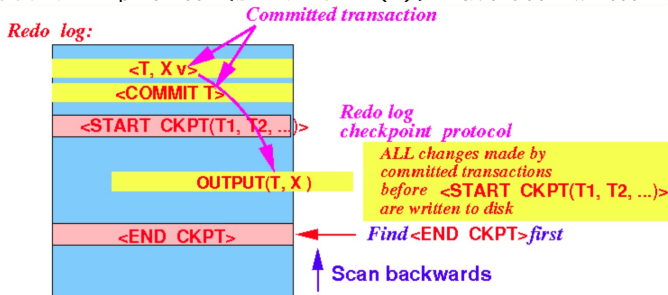 Committed transaction
Redo log:
<T, X v>
<COMMIT T>
<START CKPT(T1, T2, ...)>
Redo log
checkpoint protocol
ALL changes made by
committed transactions
before <START CKPT(T1, T2, ...)>
are written to disk
OUTPUT(T, X )
<END CKPT>
Find <END CKPT> first
Scan backwards